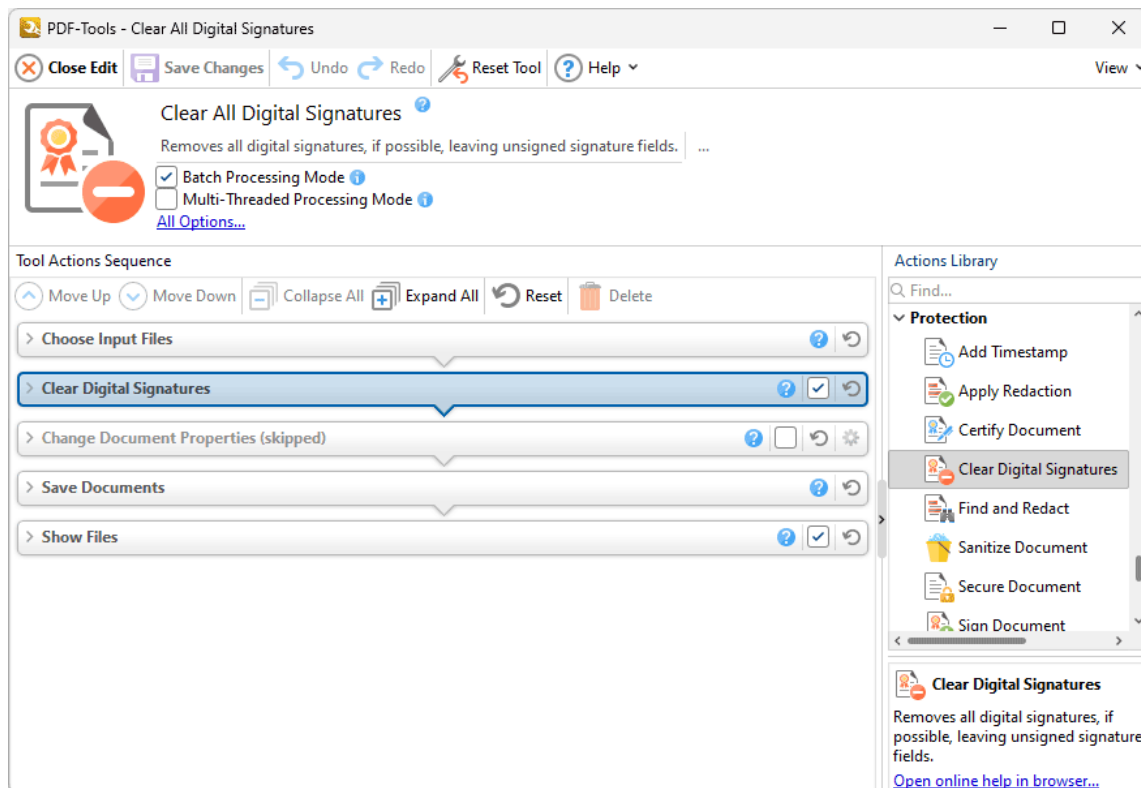 PDF-Tools - Clear All Digital Signatures
Close Edit Save Changes Undo Redo Reset Tool Help View
Clear All Digital Signatures
Removes all digital signatures, if possible, leaving unsigned signature fields. ...
Batch Processing Mode
Multi-Threaded Processing Mode
All Options...
Tool Actions Sequence
Move Up Move Down Collapse All Expand All Reset Delete
Choose Input Files
Clear Digital Signatures
Change Document Properties (skipped)
Save Documents
Show Files
Actions Library
Find...
Protection
Add Timestamp
Apply Redaction
Certify Document
Clear Digital Signatures
Find and Redact
Sanitize Document
Secure Document
Sign Document
Clear Digital Signatures
Removes all digital signatures, if
possible, leaving unsigned signature
fields.
Open online help in browser...